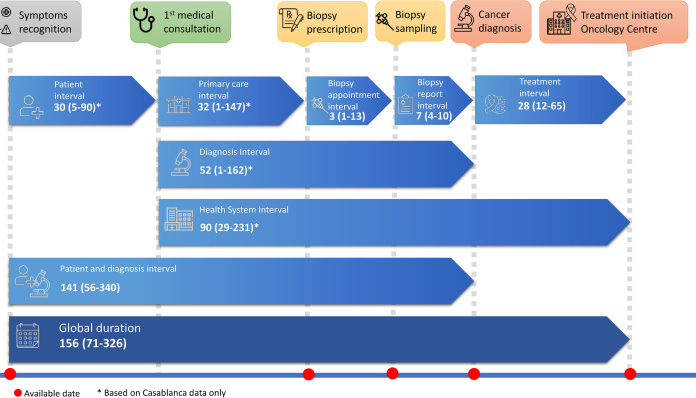 Symptoms
recognition
1st medical
consultation
Biopsy
prescription
Biopsy
sampling
Cancer
diagnosis
Treatment initiation
Oncology Centre
Patient
interval
30 (5-90)*
Primary care
interval
32 (1-147)*
Biopsy
appointment
interval
3 (1-13)
Biopsy
report
interval
7 (4-10)
Treatment
interval
28 (12-65)
Diagnosis Interval
52 (1-162)*
Health System Interval
90 (29-231)*
Patient and diagnosis interval
141 (56-340)
Global duration
156 (71-326)
Available date
* Based on Casablanca data only